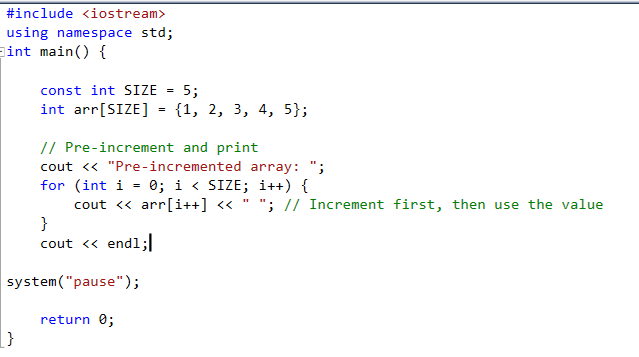 #include <iostream>
using namespace std;
int main() {
const int SIZE = 5;
int arr[SIZE] = {1, 2, 3, 4, 5};
// Pre-increment and print
cout << "Pre-incremented array: ";
for (int i = 0; i < SIZE; i++) {
cout << arr[i++] << " "; // Increment first, then use the value
}
cout << endl;
system("pause");
return 0;
}